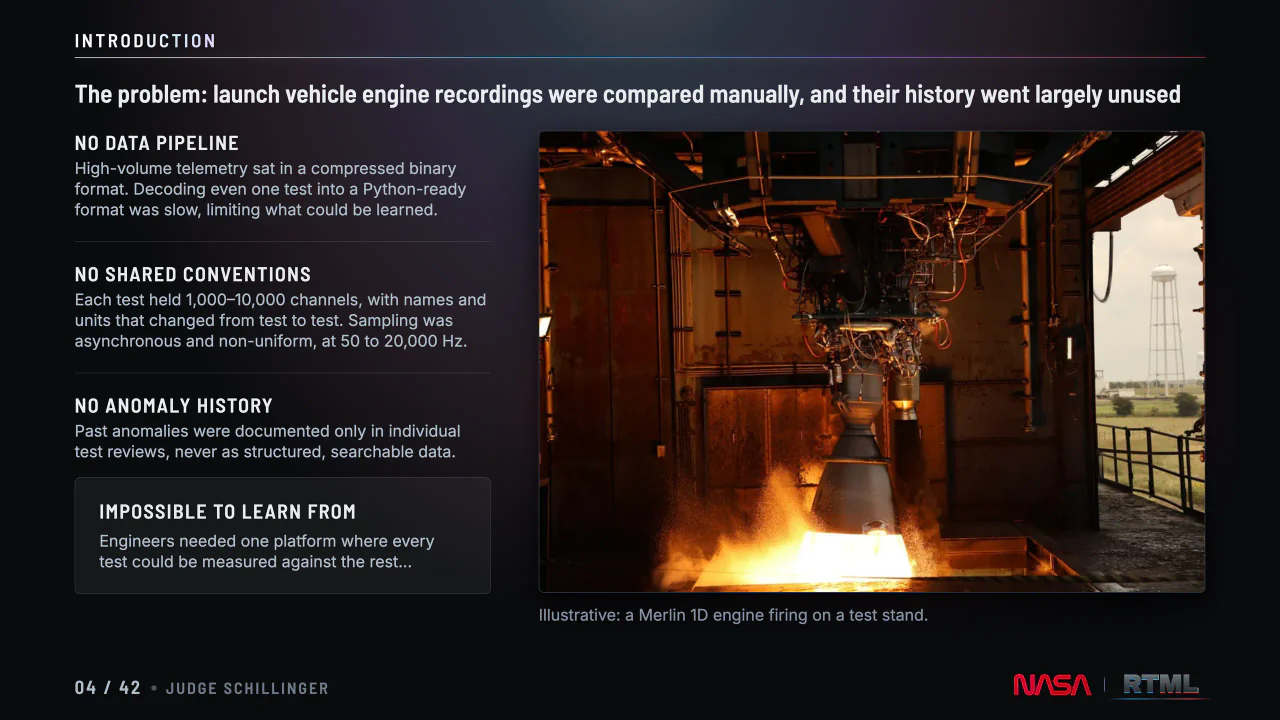 INTRODUCTION
The problem: launch vehicle engine recordings were compared manually, and their history went largely unused
NO DATA PIPELINE
High-volume telemetry sat in a compressed binary
format. Decoding even one test into a Python-ready
format was slow, limiting what could be learned.
NO SHARED CONVENTIONS
Each test held 1,000–10,000 channels, with names and
units that changed from test to test. Sampling was
asynchronous and non-uniform, at 50 to 20,000 Hz.
NO ANOMALY HISTORY
Past anomalies were documented only in individual
test reviews, never as structured, searchable data.
IMPOSSIBLE TO LEARN FROM
Engineers needed one platform where every
test could be measured against the rest...
Illustrative: a Merlin 1D engine firing on a test stand.
04 / 42 • JUDGE SCHILLINGER
NASA | RTML